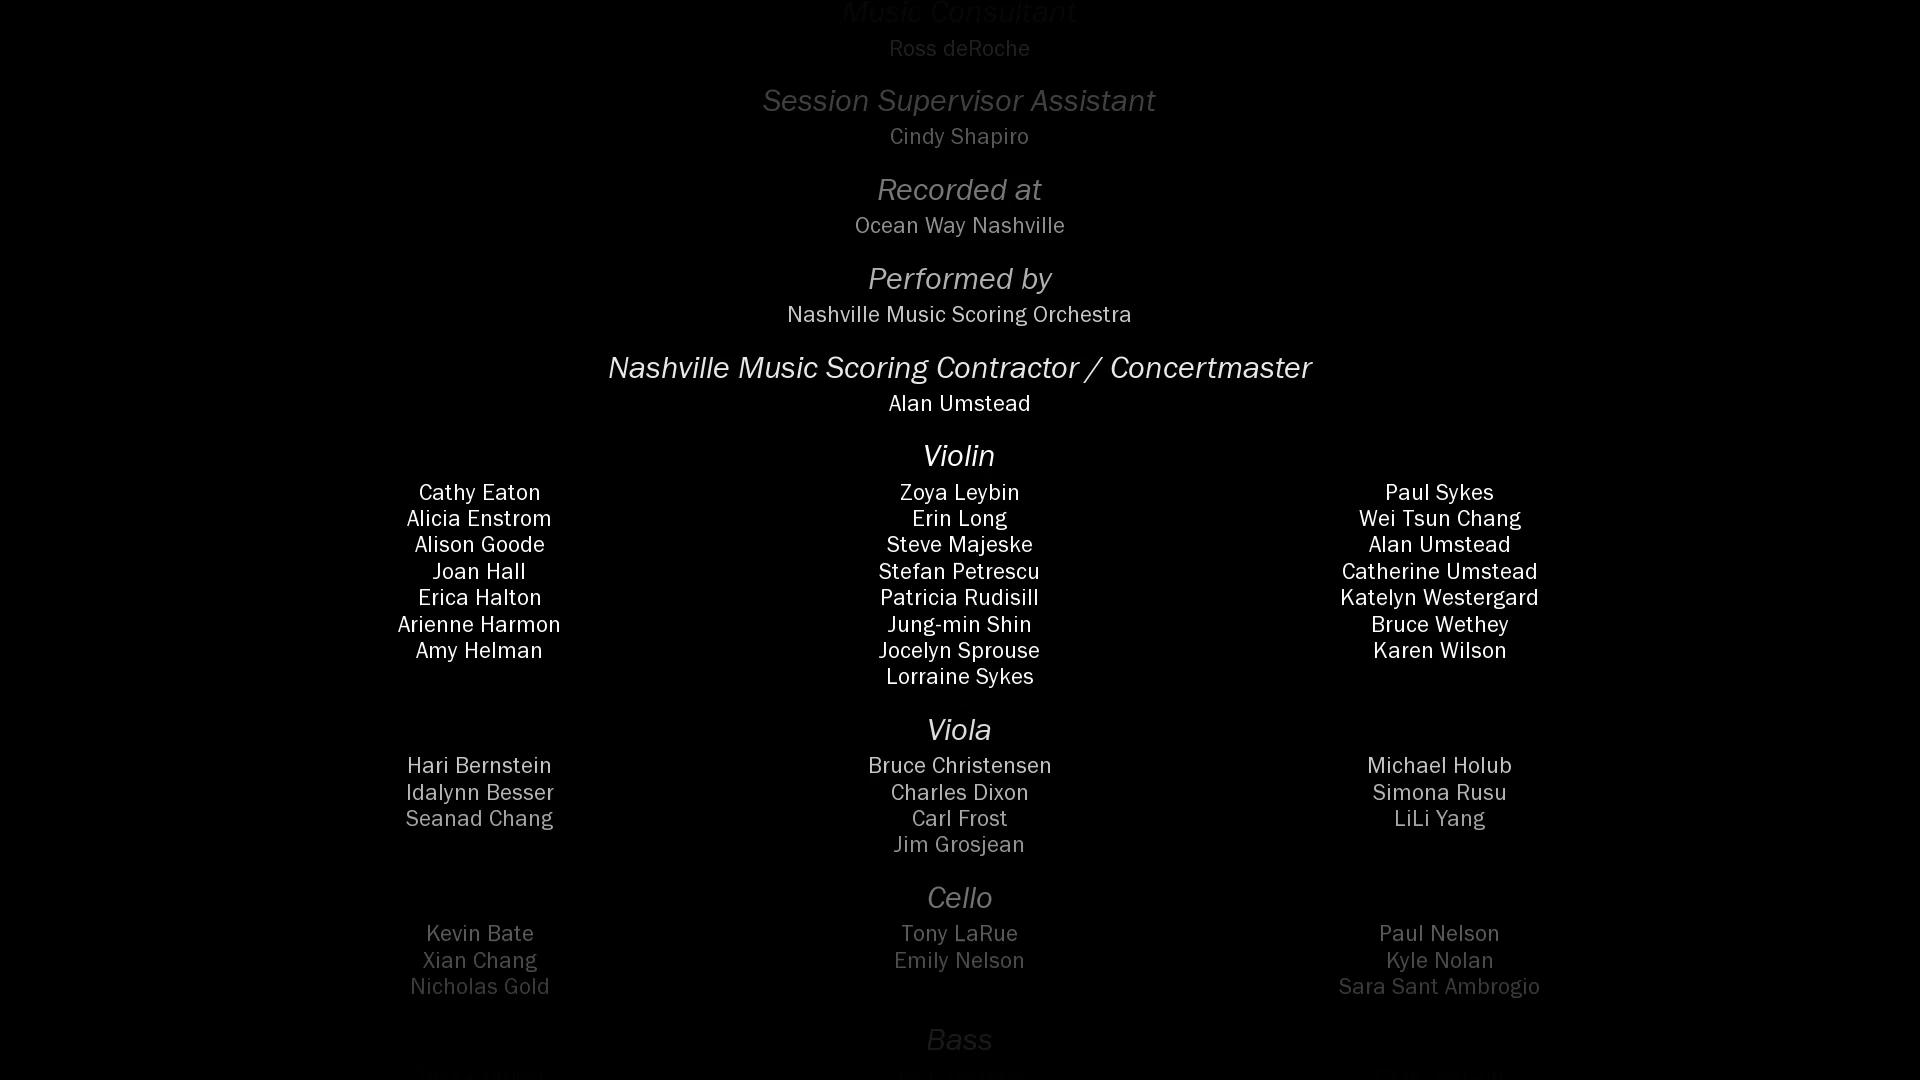 Music Consultant
Ross deRoche
Session Supervisor Assistant
Cindy Shapiro
Recorded at
Ocean Way Nashville
Performed by
Nashville Music Scoring Orchestra
Nashville Music Scoring Contractor / Concertmaster
Alan Umstead
Violin
Cathy Eaton
Alicia Enstrom
Alison Goode
Joan Hall
Erica Halton
Arienne Harmon
Amy Helman
Zoya Leybin
Erin Long
Steve Majeske
Stefan Petrescu
Patricia Rudisill
Jung-min Shin
Jocelyn Sprouse
Lorraine Sykes
Paul Sykes
Wei Tsun Chang
Alan Umstead
Catherine Umstead
Katelyn Westergard
Bruce Wethey
Karen Wilson
Viola
Hari Bernstein
Idalynn Besser
Seanad Chang
Bruce Christensen
Charles Dixon
Carl Frost
Jim Grosjean
Michael Holub
Simona Rusu
LiLi Yang
Cello
Kevin Bate
Xian Chang
Nicholas Gold
Tony LaRue
Emily Nelson
Paul Nelson
Kyle Nolan
Sara Sant Ambrogio
Bass